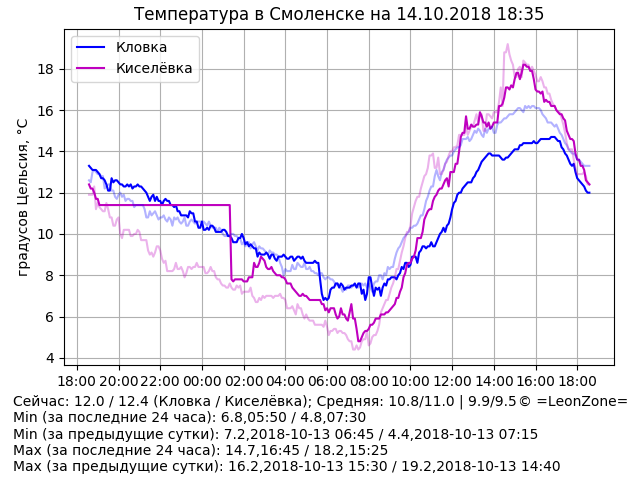 Температура в Смоленске на 14.10.2018 18:35
Кловка
Киселёвка
градусов Цельсия, °C
18
16
14
12
10
8
6
4
18:00 20:00 22:00 00:00 02:00 04:00 06:00 08:00 10:00 12:00 14:00 16:00 18:00
Сейчас: 12.0 / 12.4 (Кловка / Киселёвка); Средняя: 10.8/11.0 | 9.9/9.5© =LeonZone=
Min (за последние 24 часа): 6.8,05:50 / 4.8,07:30
Min (за предыдущие сутки): 7.2,2018-10-13 06:45 / 4.4,2018-10-13 07:15
Max (за последние 24 часа): 14.7,16:45 / 18.2,15:25
Max (за предыдущие сутки): 16.2,2018-10-13 15:30 / 19.2,2018-10-13 14:40